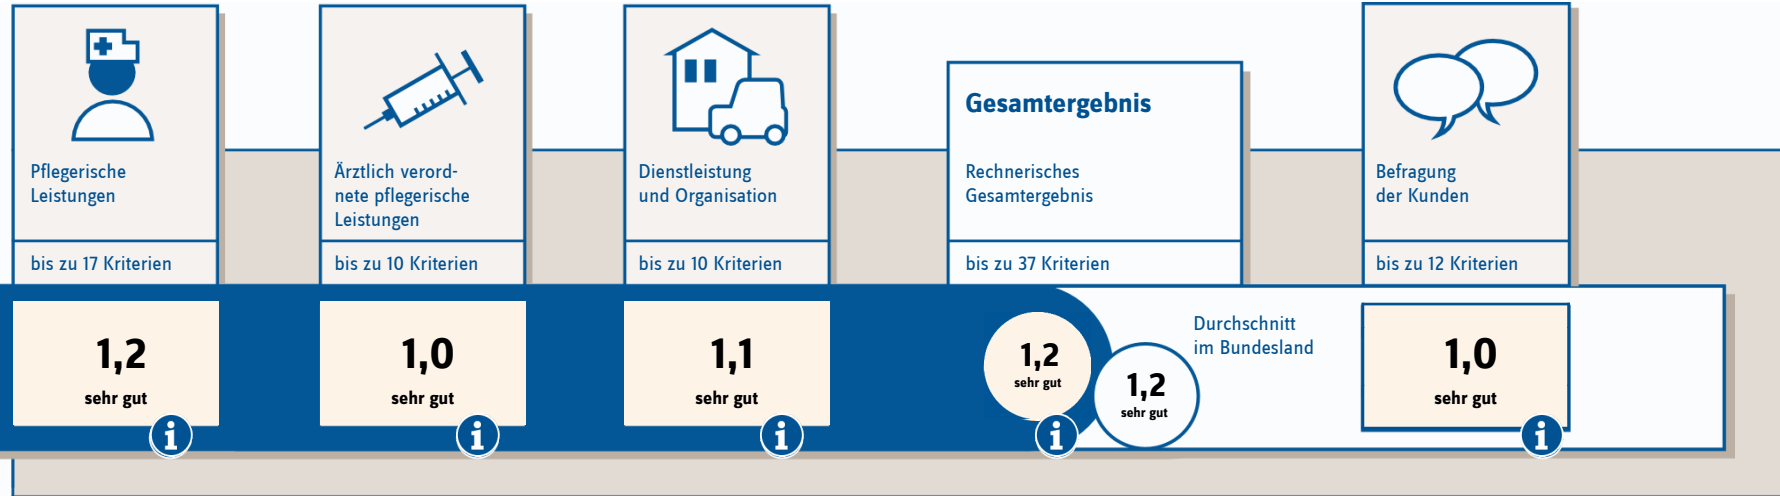 Pflegerische
Leistungen
bis zu 17 Kriterien
1,2
sehr gut
Ärztlich verord-
nete pflegerische
Leistungen
bis zu 10 Kriterien
1,0
sehr gut
Dienstleistung
und Organisation
bis zu 10 Kriterien
1,1
sehr gut
Gesamtergebnis
Rechnerisches
Gesamtergebnis
bis zu 37 Kriterien
1,2
sehr gut
Durchschnitt
im Bundesland
1,2
sehr gut
Befragung
der Kunden
bis zu 12 Kriterien
1,0
sehr gut